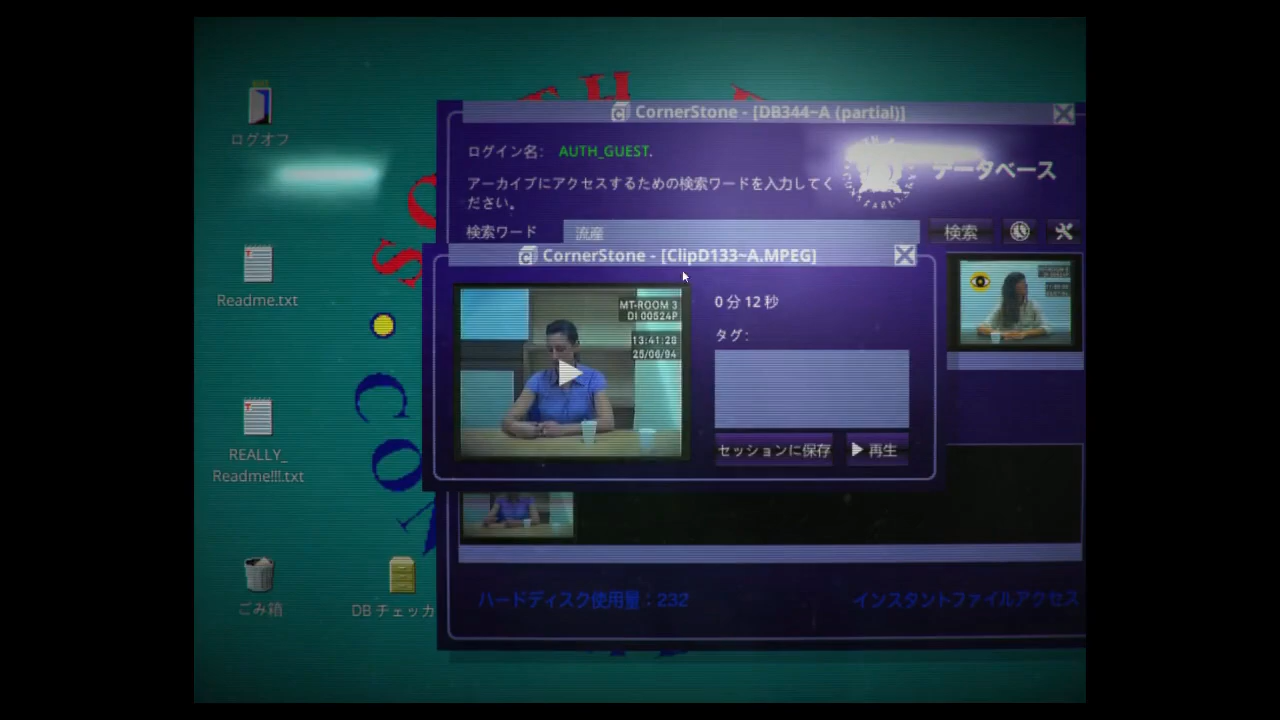 ログオフ
Readme.txt
REALLY_
Readme!!!.txt
ごみ箱
DB チェッカ
CornerStone - [DB344~A (partial)]
ログイン名: AUTH_GUEST.
アーカイブにアクセスするための検索ワードを入力してく
ださい。
データベース
検索ワード 流産 検索
CornerStone - [ClipD133~A.MPEG]
MT-ROOM 3
DI 00524P
13:41:28
25/06/94
0 分 12 秒
タグ:
セッションに保存 再生
ハードディスク使用量：232 インスタントファイルアクセス